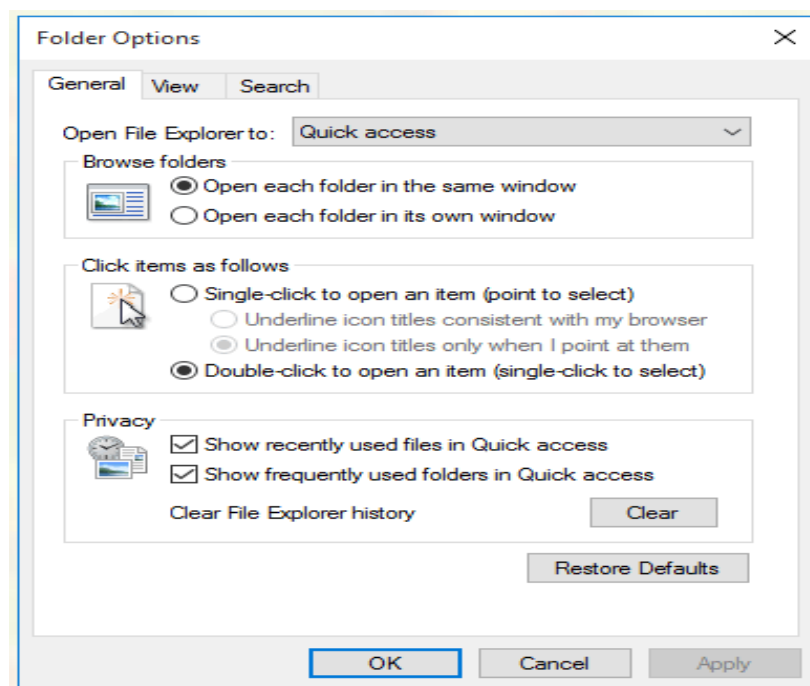 Folder Options
General View Search
Open File Explorer to: Quick access
Browse folders
Open each folder in the same window
Open each folder in its own window
Click items as follows
Single-click to open an item (point to select)
Underline icon titles consistent with my browser
Underline icon titles only when I point at them
Double-click to open an item (single-click to select)
Privacy
Show recently used files in Quick access
Show frequently used folders in Quick access
Clear File Explorer history Clear
Restore Defaults
OK Cancel Apply